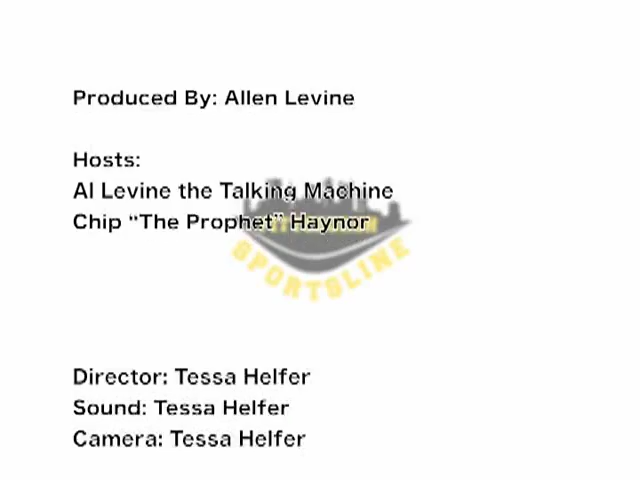 Produced By: Allen Levine
Hosts:
Al Levine the Talking Machine
Chip “The Prophet” Haynor
SPORTSLINE
Director: Tessa Helfer
Sound: Tessa Helfer
Camera: Tessa Helfer